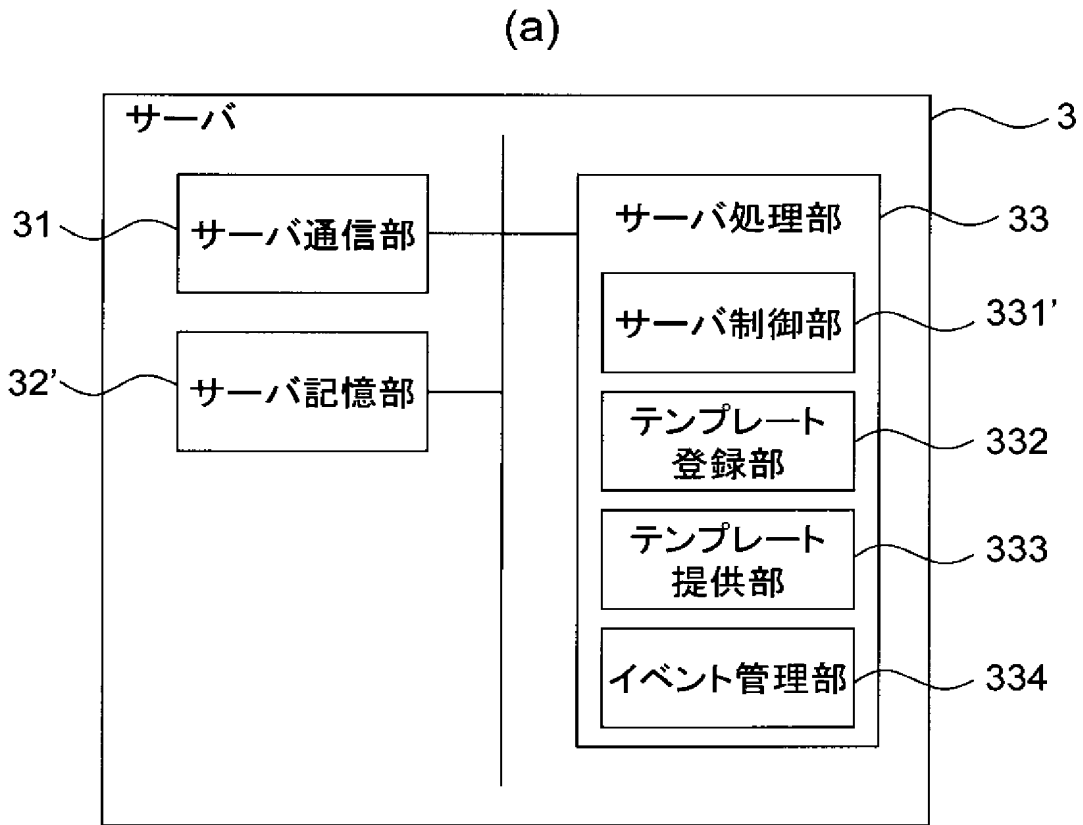 (a)
サーバ
3
31
サーバ通信部
サーバ処理部
33
サーバ制御部
331’
32’
サーバ記憶部
テンプレート
登録部
332
テンプレート
提供部
333
イベント管理部
334